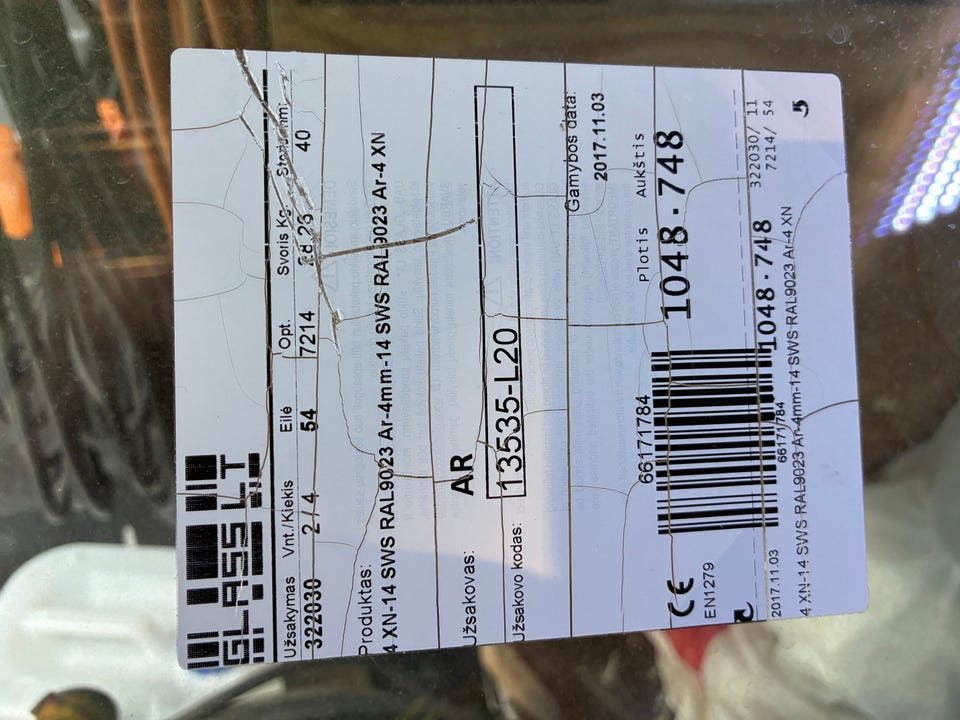 GLASS LT
Užsakymas Vnt./Kiekis Eilė Opt. Svoris Kg. Storis mm:
322030 2 / 4 54 7214 40
Produktas:
4 XN-14 SWS RAL9023 Ar-4mm-14 SWS RAL9023 Ar-4 XN
Užsakovas: AR
Užsakovo kodas: 13535-L20
Gamybos data:
2017.11.03
66171784 Plotis Aukštis
1048 · 748
CE
EN1279
322030/ 11
7214/ 54
1048 · 748
2017.11.03 66171784
4 XN-14 SWS RAL9023 Ar-4mm-14 SWS RAL9023 Ar-4 XN